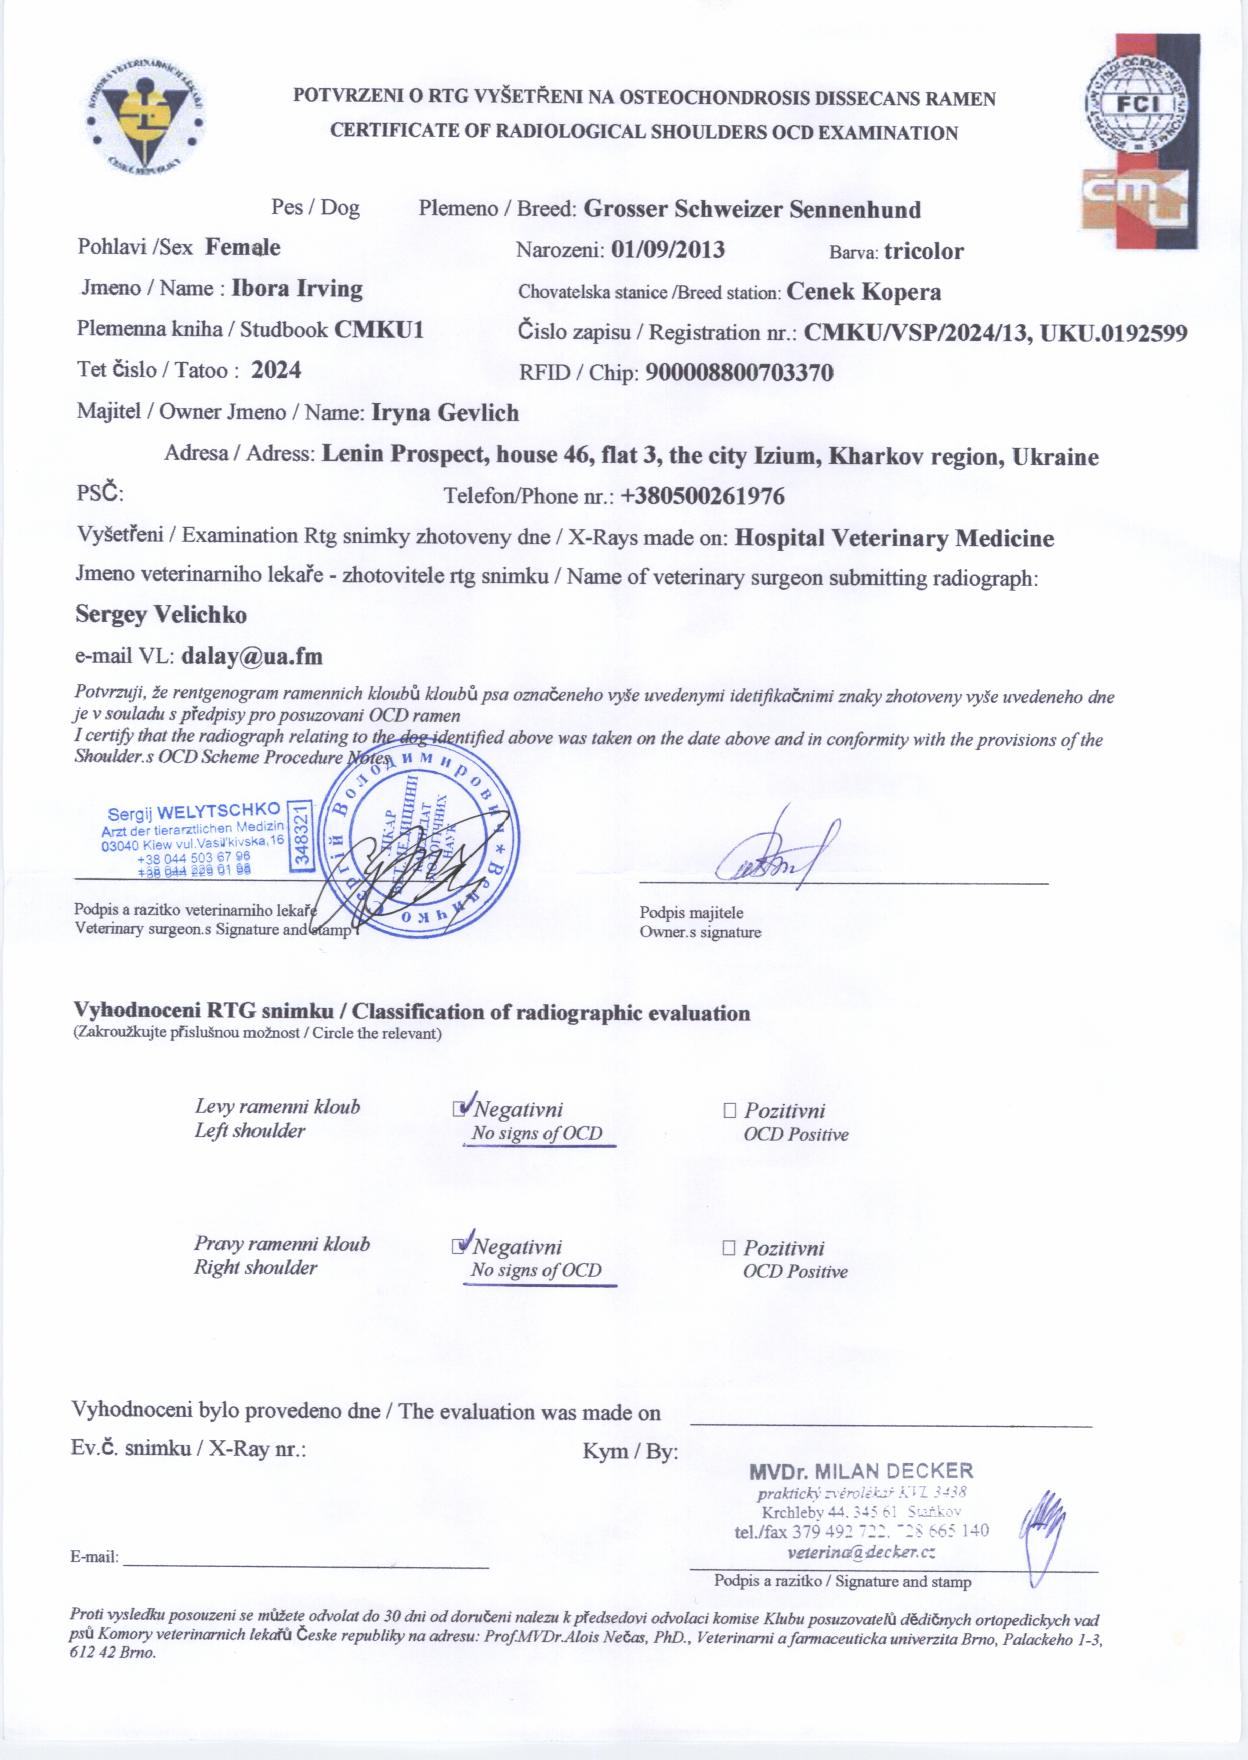 KOMORA VETERINÁRNÍCH LÉKAŘŮ
ČESKÉ REPUBLIKY
FCI
ČMKU
POTVRZENI O RTG VYŠETŘENI NA OSTEOCHONDROSIS DISSECANS RAMEN
CERTIFICATE OF RADIOLOGICAL SHOULDERS OCD EXAMINATION
Pes / Dog Plemeno / Breed: Grosser Schweizer Sennenhund
Pohlavi /Sex Female Narozeni: 01/09/2013 Barva: tricolor
Jmeno / Name : Ibora Irving Chovatelska stanice /Breed station: Cenek Kopera
Plemenna kniha / Studbook CMKU1 Čislo zapisu / Registration nr.: CMKU/VSP/2024/13, UKU.0192599
Tet čislo / Tatoo : 2024 RFID / Chip: 900008800703370
Majitel / Owner Jmeno / Name: Iryna Gevlich
Adresa / Adress: Lenin Prospect, house 46, flat 3, the city Izium, Kharkov region, Ukraine
PSČ: Telefon/Phone nr.: +380500261976
Vyšetřeni / Examination Rtg snimky zhotoveny dne / X-Rays made on: Hospital Veterinary Medicine
Jmeno veterinarniho lekaře - zhotovitele rtg snimku / Name of veterinary surgeon submitting radiograph:
Sergey Velichko
e-mail VL: dalay@ua.fm
Potvrzuji, že rentgenogram ramennich kloubů kloubů psa označeneho vyše uvedenymi idetifikačnimi znaky zhotoveny vyše uvedeneho dne
je v souladu s předpisy pro posuzovani OCD ramen
I certify that the radiograph relating to the dog identified above was taken on the date above and in conformity with the provisions of the
Shoulder.s OCD Scheme Procedure Notes
Sergij WELYTSCHKO
Arzt der tierarztlichen Medizin
03040 Kiew vul.Vasil'kivska,16
+38 044 503 67 96
+38 044 229 01 98
348321
Величко Сергій Володимирович *
ЛІКАР
ВЕТ. МЕДИЦИНИ
КАНДИДАТ
БІОЛОГІЧНИХ
НАУК
Podpis a razitko veterinarniho lekaře Podpis majitele
Veterinary surgeon.s Signature and stamp Owner.s signature
Vyhodnoceni RTG snimku / Classification of radiographic evaluation
(Zakroužkujte přislušnou možnost / Circle the relevant)
Levy ramenni kloub Negativni Pozitivni
Left shoulder No signs of OCD OCD Positive
Pravy ramenni kloub Negativni Pozitivni
Right shoulder No signs of OCD OCD Positive
Vyhodnoceni bylo provedeno dne / The evaluation was made on
Ev.č. snimku / X-Ray nr.: Kym / By:
MVDr. MILAN DECKER
praktický zvěrolékař KVL 3438
Krchleby 44, 345 61 Staňkov
tel./fax 379 492 722, 728 665 140
veterina@decker.cz
E-mail:
Podpis a razitko / Signature and stamp
Proti vysledku posouzeni se můžete odvolat do 30 dni od doručeni nalezu k předsedovi odvolaci komise Klubu posuzovatelů dědičnych ortopedickych vad
psů Komory veterinarnich lekařů Česke republiky na adresu: Prof.MVDr.Alois Nečas, PhD., Veterinarni a farmaceuticka univerzita Brno, Palackeho 1-3,
612 42 Brno.